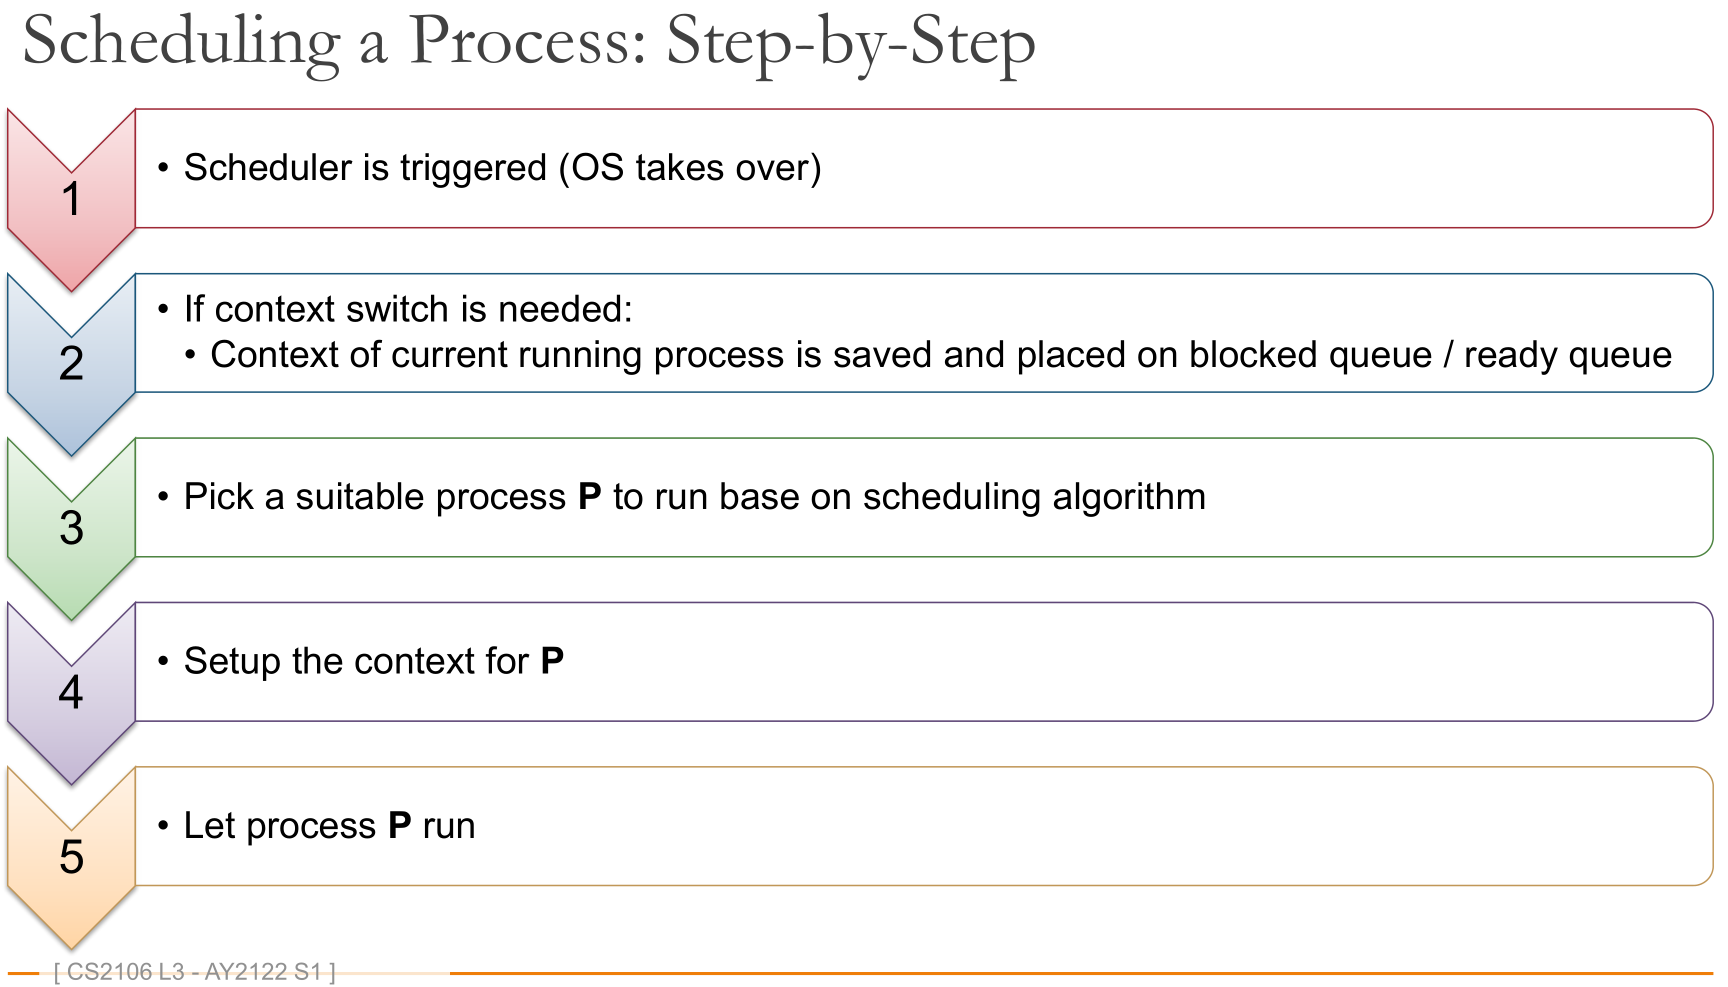 Scheduling a Process: Step-by-Step
1
• Scheduler is triggered (OS takes over)
2
• If context switch is needed:
• Context of current running process is saved and placed on blocked queue / ready queue
3
• Pick a suitable process P to run base on scheduling algorithm
4
• Setup the context for P
5
• Let process P run
[ CS2106 L3 - AY2122 S1 ]